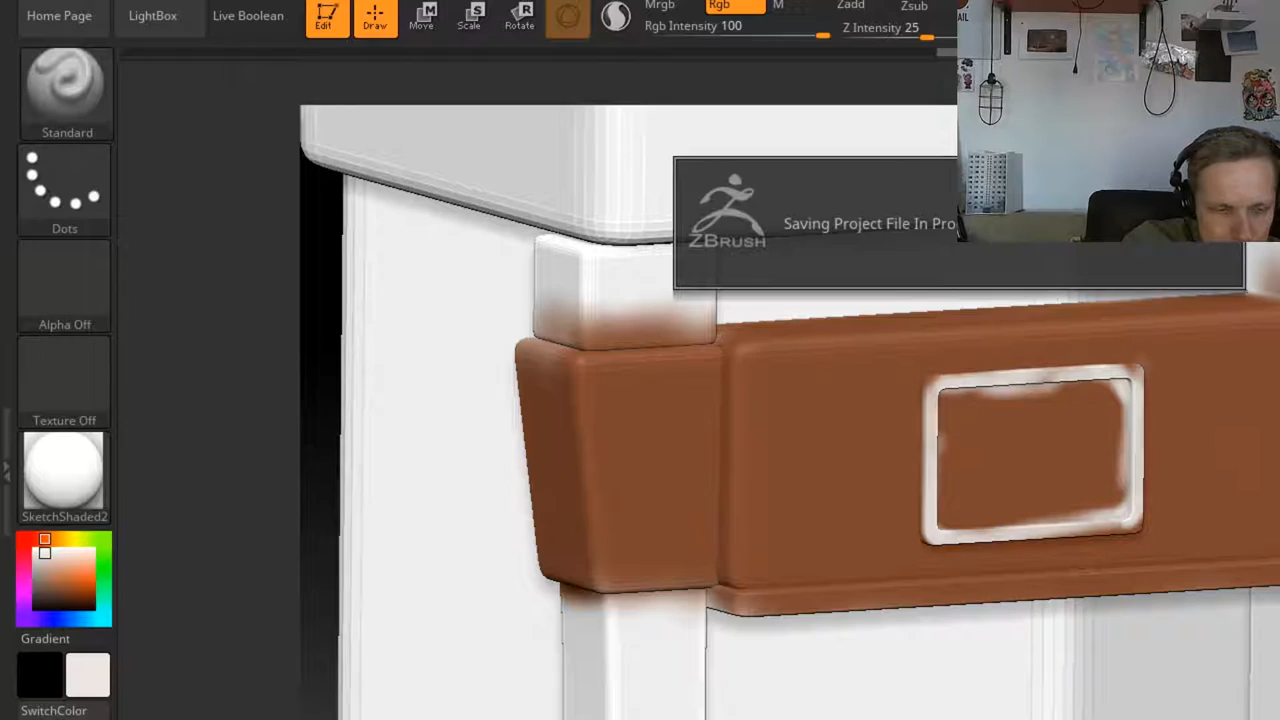 Home Page
LightBox
Live Boolean
Edit
Draw
Move
Scale
Rotate
Mrgb
Rgb
M
Zadd
Zsub
Rgb Intensity 100
Z Intensity 25
Standard
Dots
Alpha Off
Texture Off
SketchShaded2
Gradient
SwitchColor
ZBRUSH
Saving Project File In Pro
AIL